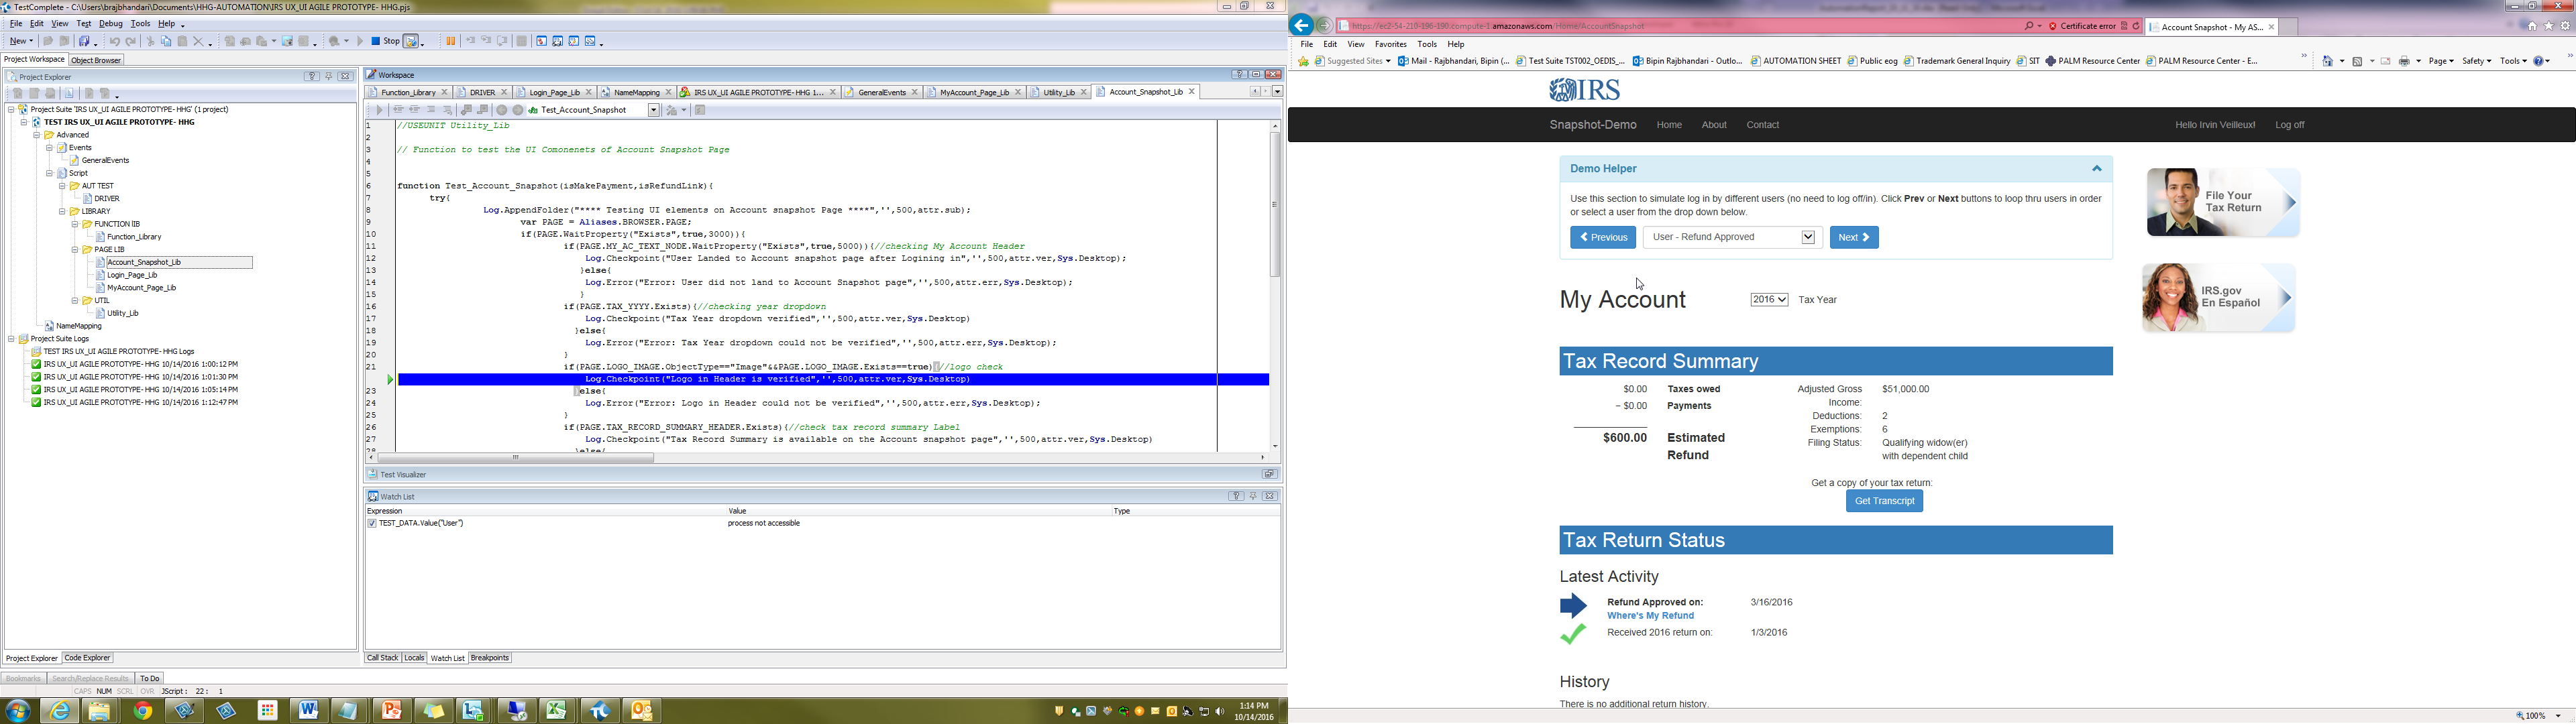 TestComplete - C:\Users\brajbhandari\Documents\HHG-AUTOMATION\IRS UX_UI AGILE PROTOTYPE- HHG.pjs
File Edit View Test Debug Tools Help
New Stop
Project Workspace Object Browser
Project Explorer
Project Suite 'IRS UX_UI AGILE PROTOTYPE- HHG' (1 project)
TEST IRS UX_UI AGILE PROTOTYPE- HHG
Advanced
Events
GeneralEvents
Script
AUT TEST
DRIVER
LIBRARY
FUNCTION lIB
Function_Library
PAGE LIB
Account_Snapshot_Lib
Login_Page_Lib
MyAccount_Page_Lib
UTIL
Utility_Lib
NameMapping
Project Suite Logs
TEST IRS UX_UI AGILE PROTOTYPE- HHG Logs
IRS UX_UI AGILE PROTOTYPE- HHG 10/14/2016 1:00:12 PM
IRS UX_UI AGILE PROTOTYPE- HHG 10/14/2016 1:01:30 PM
IRS UX_UI AGILE PROTOTYPE- HHG 10/14/2016 1:05:14 PM
IRS UX_UI AGILE PROTOTYPE- HHG 10/14/2016 1:12:47 PM
Project Explorer Code Explorer
Bookmarks Search/Replace Results To Do
CAPS NUM SCRL OVR JScript : 22 : 1
Workspace
Function_Library DRIVER Login_Page_Lib NameMapping IRS UX_UI AGILE PROTOTYPE- HHG 1... GeneralEvents MyAccount_Page_Lib Utility_Lib Account_Snapshot_Lib
Test_Account_Snapshot
1 //USEUNIT Utility_Lib
2
3 // Function to test the UI Comonenets of Account Snapshot Page
4
5
6 function Test_Account_Snapshot(isMakePayment,isRefundLink){
7 try{
8 Log.AppendFolder("**** Testing UI elements on Account snapshot Page ****",'',500,attr.sub);
9 var PAGE = Aliases.BROWSER.PAGE;
10 if(PAGE.WaitProperty("Exists",true,3000)){
11 if(PAGE.MY_AC_TEXT_NODE.WaitProperty("Exists",true,5000)){//checking My Account Header
12 Log.Checkpoint("User Landed to Account snapshot page after Logining in",'',500,attr.ver,Sys.Desktop);
13 }else{
14 Log.Error("Error: User did not land to Account Snapshot page",'',500,attr.err,Sys.Desktop);
15 }
16 if(PAGE.TAX_YYYY.Exists){//checking year dropdown
17 Log.Checkpoint("Tax Year dropdown verified",'',500,attr.ver,Sys.Desktop)
18 }else{
19 Log.Error("Error: Tax Year dropdown could not be verified",'',500,attr.err,Sys.Desktop);
20 }
21 if(PAGE.LOGO_IMAGE.ObjectType=="Image"&&PAGE.LOGO_IMAGE.Exists==true){//logo check
Log.Checkpoint("Logo in Header is verified",'',500,attr.ver,Sys.Desktop)
23 }else{
24 Log.Error("Error: Logo in Header could not be verified",'',500,attr.err,Sys.Desktop);
25 }
26 if(PAGE.TAX_RECORD_SUMMARY_HEADER.Exists){//check tax record summary Label
27 Log.Checkpoint("Tax Record Summary is available on the Account snapshot page",'',500,attr.ver,Sys.Desktop)
28 }else{
Test Visualizer
Watch List
Expression Value Type
TEST_DATA.Value("User") process not accessible
Call Stack Locals Watch List Breakpoints
1:14 PM
10/14/2016
https://ec2-54-210-196-190.compute-1.amazonaws.com/Home/AccountSnapshot Certificate error Account Snapshot - My AS...
File Edit View Favorites Tools Help
Suggested Sites Mail - Rajbhandari, Bipin (... Test Suite TST002_OEDIS_... Bipin Rajbhandari - Outlo... AUTOMATION SHEET Public eog Trademark General Inquiry SIT PALM Resource Center PALM Resource Center - E... Page Safety Tools
IRS
Snapshot-Demo Home About Contact Hello Irvin Veilleux! Log off
Demo Helper
Use this section to simulate log in by different users (no need to log off/in). Click Prev or Next buttons to loop thru users in order
or select a user from the drop down below.
Previous User - Refund Approved Next
File Your
Tax Return
IRS.gov
En Español
My Account 2016 Tax Year
Tax Record Summary
$0.00 Taxes owed
− $0.00 Payments
$600.00 Estimated
Refund
Adjusted Gross $51,000.00
Income:
Deductions: 2
Exemptions: 6
Filing Status: Qualifying widow(er)
with dependent child
Get a copy of your tax return:
Get Transcript
Tax Return Status
Latest Activity
Refund Approved on: 3/16/2016
Where's My Refund
Received 2016 return on: 1/3/2016
History
There is no additional return history.
100%